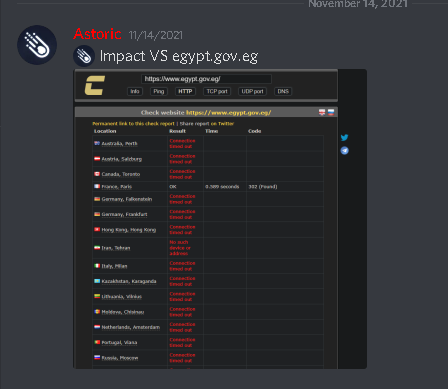 November 14, 2021
Astoric 11/14/2021
Impact VS egypt.gov.eg
https://www.egypt.gov.eg/
Info Ping HTTP TCP port UDP port DNS
Check website https://www.egypt.gov.eg/
Permanent link to this check report | Share report on Twitter
Location Result Time Code
Australia, Perth Connection timed out
Austria, Salzburg Connection timed out
Canada, Toronto Connection timed out
France, Paris OK 0.589 seconds 302 (Found)
Germany, Falkenstein Connection timed out
Germany, Frankfurt Connection timed out
Hong Kong, Hong Kong Connection timed out
Iran, Tehran No such device or address
Italy, Milan Connection timed out
Kazakhstan, Karaganda Connection timed out
Lithuania, Vilnius Connection timed out
Moldova, Chisinau Connection timed out
Netherlands, Amsterdam Connection timed out
Portugal, Viana Connection timed out
Russia, Moscow Connection timed out